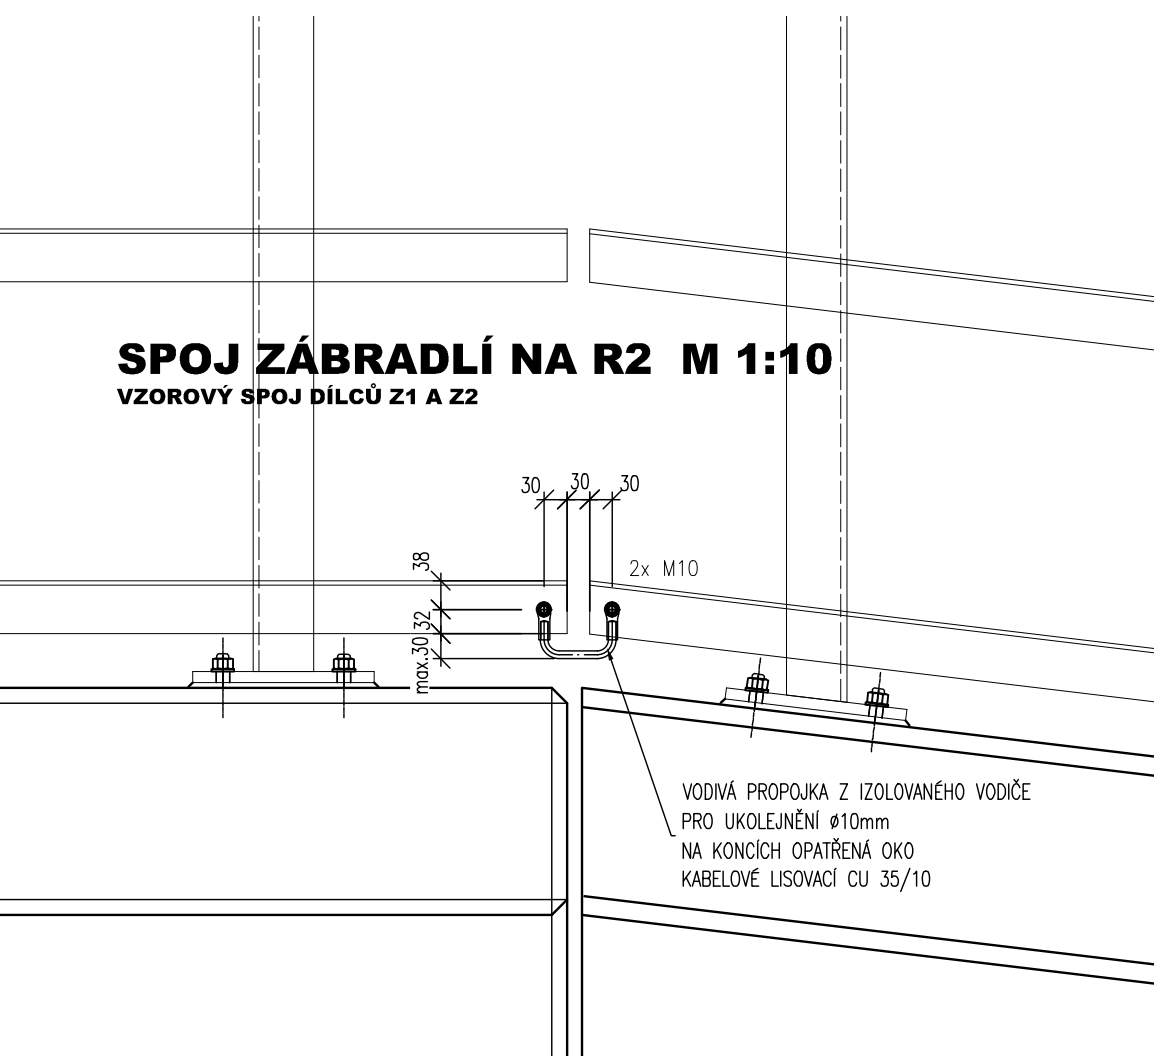 SPOJ ZÁBRADLÍ NA R2 M 1:10
VZOROVÝ SPOJ DÍLCŮ Z1 A Z2
30 30 30
38
2x M10
32
max.30
VODIVÁ PROPOJKA Z IZOLOVANÉHO VODIČE
PRO UKOLEJNĚNÍ ø10mm
NA KONCÍCH OPATŘENÁ OKO
KABELOVÉ LISOVACÍ CU 35/10